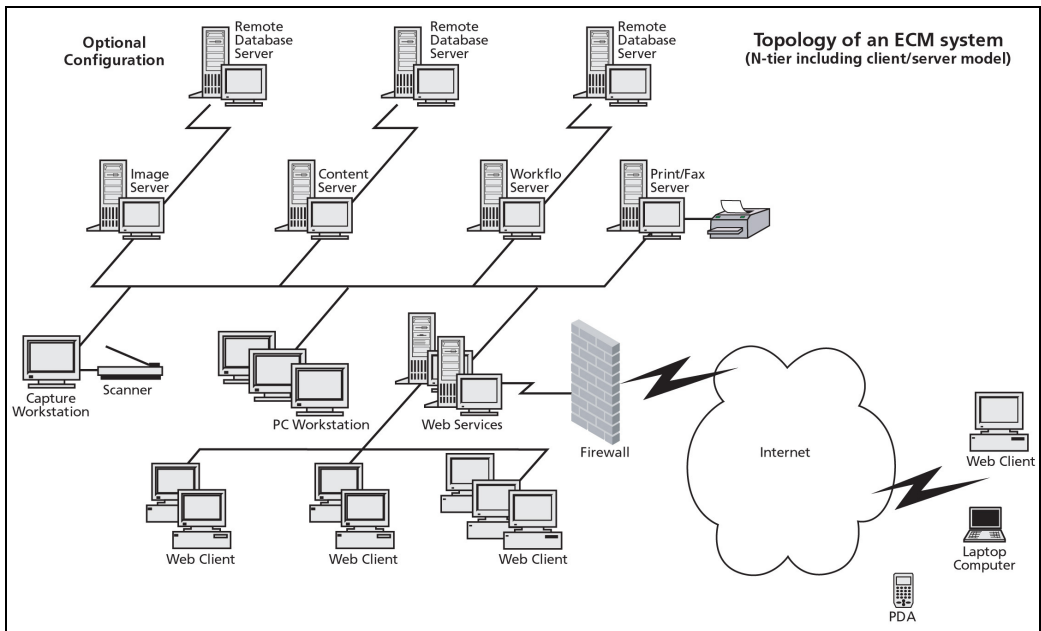 Optional
Configuration
Remote
Database
Server
Remote
Database
Server
Remote
Database
Server
Topology of an ECM system
(N-tier including client/server model)
Image
Server
Content
Server
Workflo
Server
Print/Fax
Server
Capture
Workstation
Scanner
PC Workstation
Web Services
Firewall
Internet
Web Client
Web Client
Web Client
Web Client
Laptop
Computer
PDA